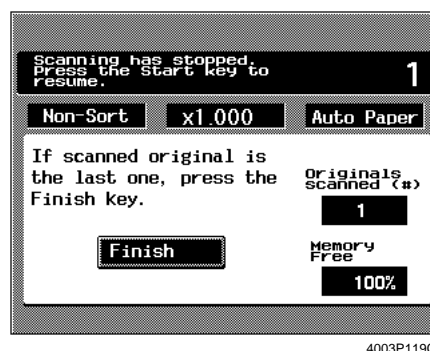 Scanning has stopped.
Press the Start key to 1
resume.
Non-Sort x1.000 Auto Paper
If scanned original is
the last one, press the
Finish key.
Originals
scanned (#)
1
Finish
Memory
Free
100%
4003P1190